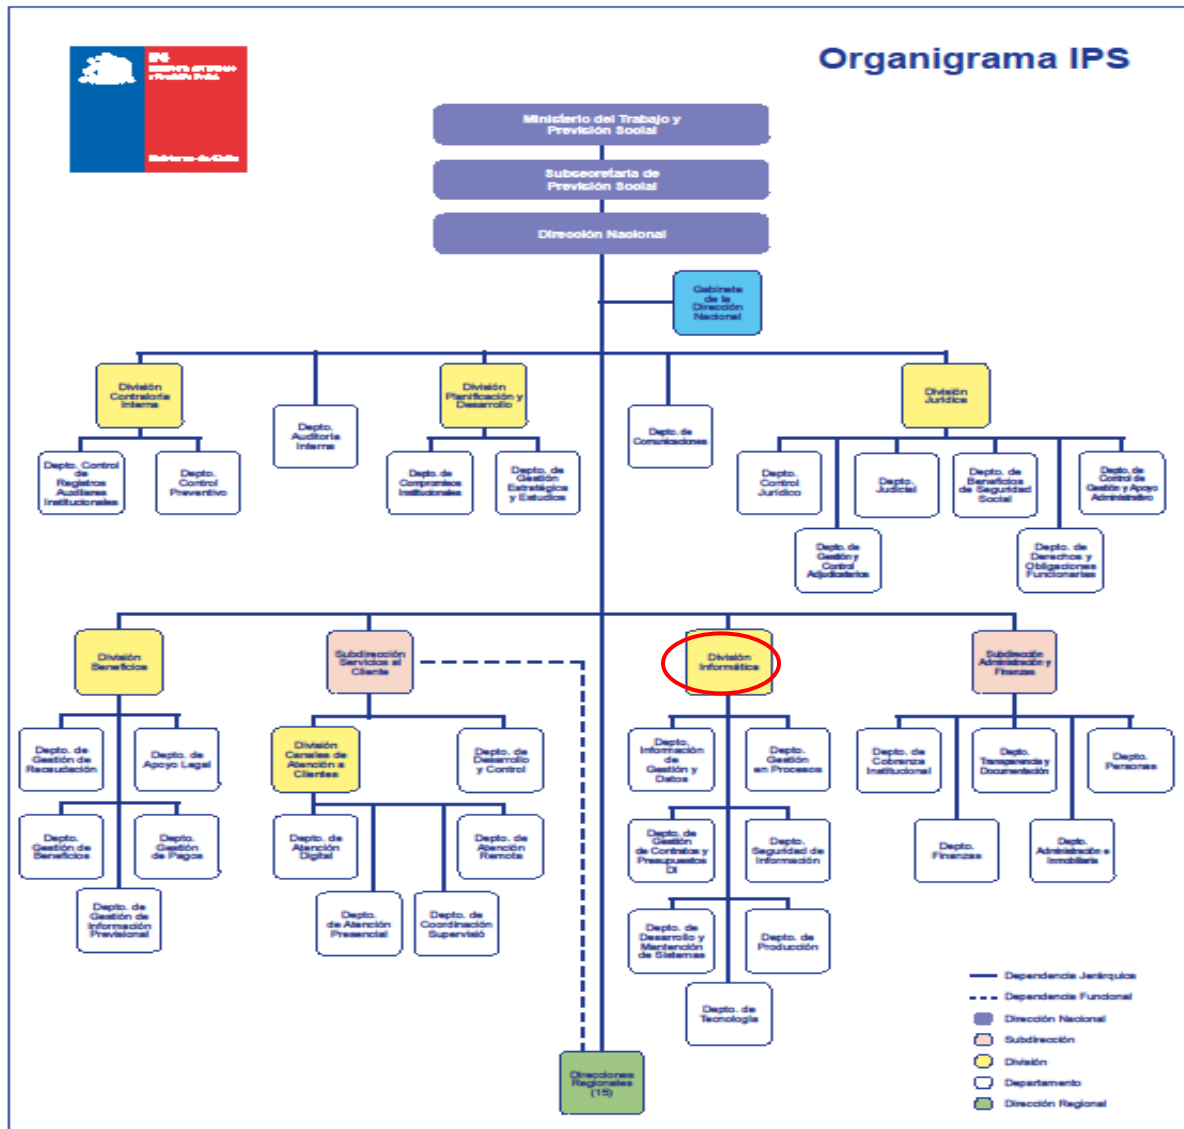 Organigrama IPS
IPS
Gobierno de Chile
Ministerio del Trabajo y
Previsión Social
Subsecretaría de
Previsión Social
Dirección Nacional
Gabinete
de la
Dirección
Nacional
División
Contraloría
Interna
Depto.
Auditoría
Interna
División
Planificación y
Desarrollo
Depto. de
Comunicaciones
División
Jurídica
Depto. Control
de
Registros
Auxiliares
Institucionales
Depto.
Control
Preventivo
Depto. de
Compromisos
Institucionales
Depto. de
Gestión
Estratégica
y Estudios
Depto.
Control
Jurídico
Depto.
Judicial
Depto. de
Beneficios
de Seguridad
Social
Depto. de
Control de
Gestión y Apoyo
Administrativo
Depto. de
Gestión y
Control
Adjudicatarios
Depto. de
Derechos y
Obligaciones
Funcionarias
División
Beneficios
Subdirección
Servicios al
Cliente
División
Informática
Subdirección
Administración y
Finanzas
Depto. de
Gestión de
Recaudación
Depto. de
Apoyo Legal
División
Canales de
Atención a
Clientes
Depto. de
Desarrollo
y Control
Depto.
Información
de
Gestión y
Datos
Depto.
Gestión
en Procesos
Depto. de
Cobranza
Institucional
Depto.
Transparencia y
Documentación
Depto.
Personas
Depto.
Gestión de
Beneficios
Depto.
Gestión
de Pagos
Depto. de
Atención
Digital
Depto. de
Atención
Remota
Depto. de
Gestión
de Contratos y
Presupuestos
DI
Depto.
Seguridad de
Información
Depto.
Finanzas
Depto.
Administración e
Inmobiliaria
Depto. de
Gestión de
Información
Previsional
Depto.
de Atención
Presencial
Depto. de
Coordinación
Supervisió
Depto. de
Desarrollo y
Mantención
de Sistemas
Depto. de
Producción
Depto. de
Tecnología
Direcciones
Regionales
(15)
Dependencia Jerárquica
Dependencia Funcional
Dirección Nacional
Subdirección
División
Departamento
Dirección Regional